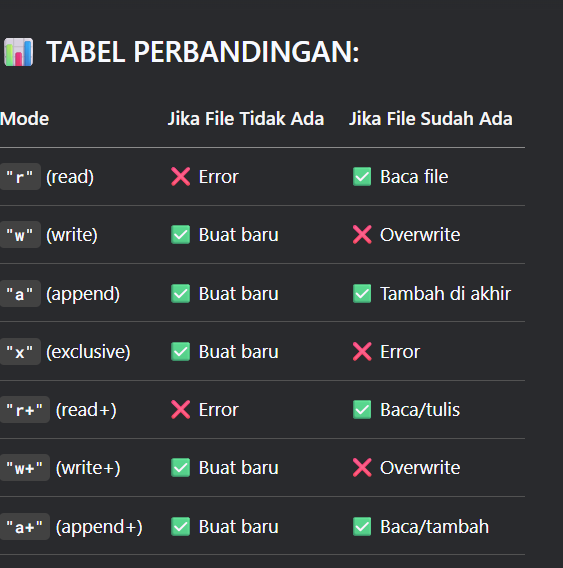 📊 TABEL PERBANDINGAN:
Mode Jika File Tidak Ada Jika File Sudah Ada
"r" (read) ❌ Error ✅ Baca file
"w" (write) ✅ Buat baru ❌ Overwrite
"a" (append) ✅ Buat baru ✅ Tambah di akhir
"x" (exclusive) ✅ Buat baru ❌ Error
"r+" (read+) ❌ Error ✅ Baca/tulis
"w+" (write+) ✅ Buat baru ❌ Overwrite
"a+" (append+) ✅ Buat baru ✅ Baca/tambah